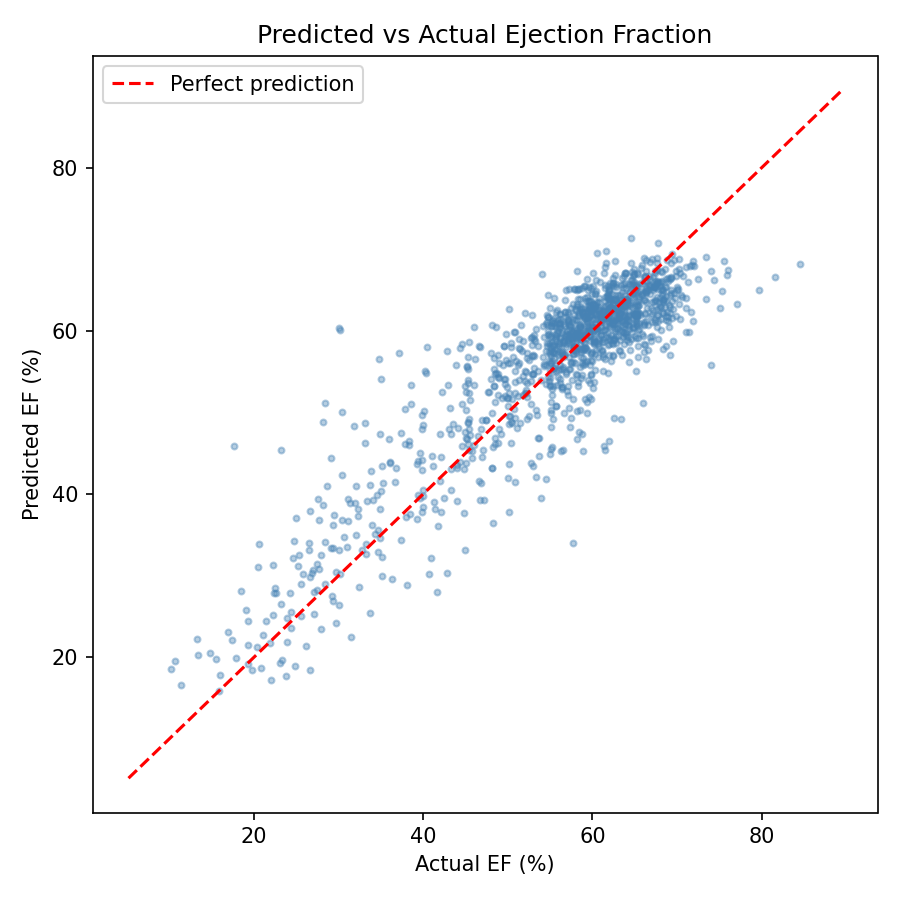 Predicted vs Actual Ejection Fraction
Perfect prediction
80
60
40
20
Predicted EF (%)
20 40 60 80
Actual EF (%)